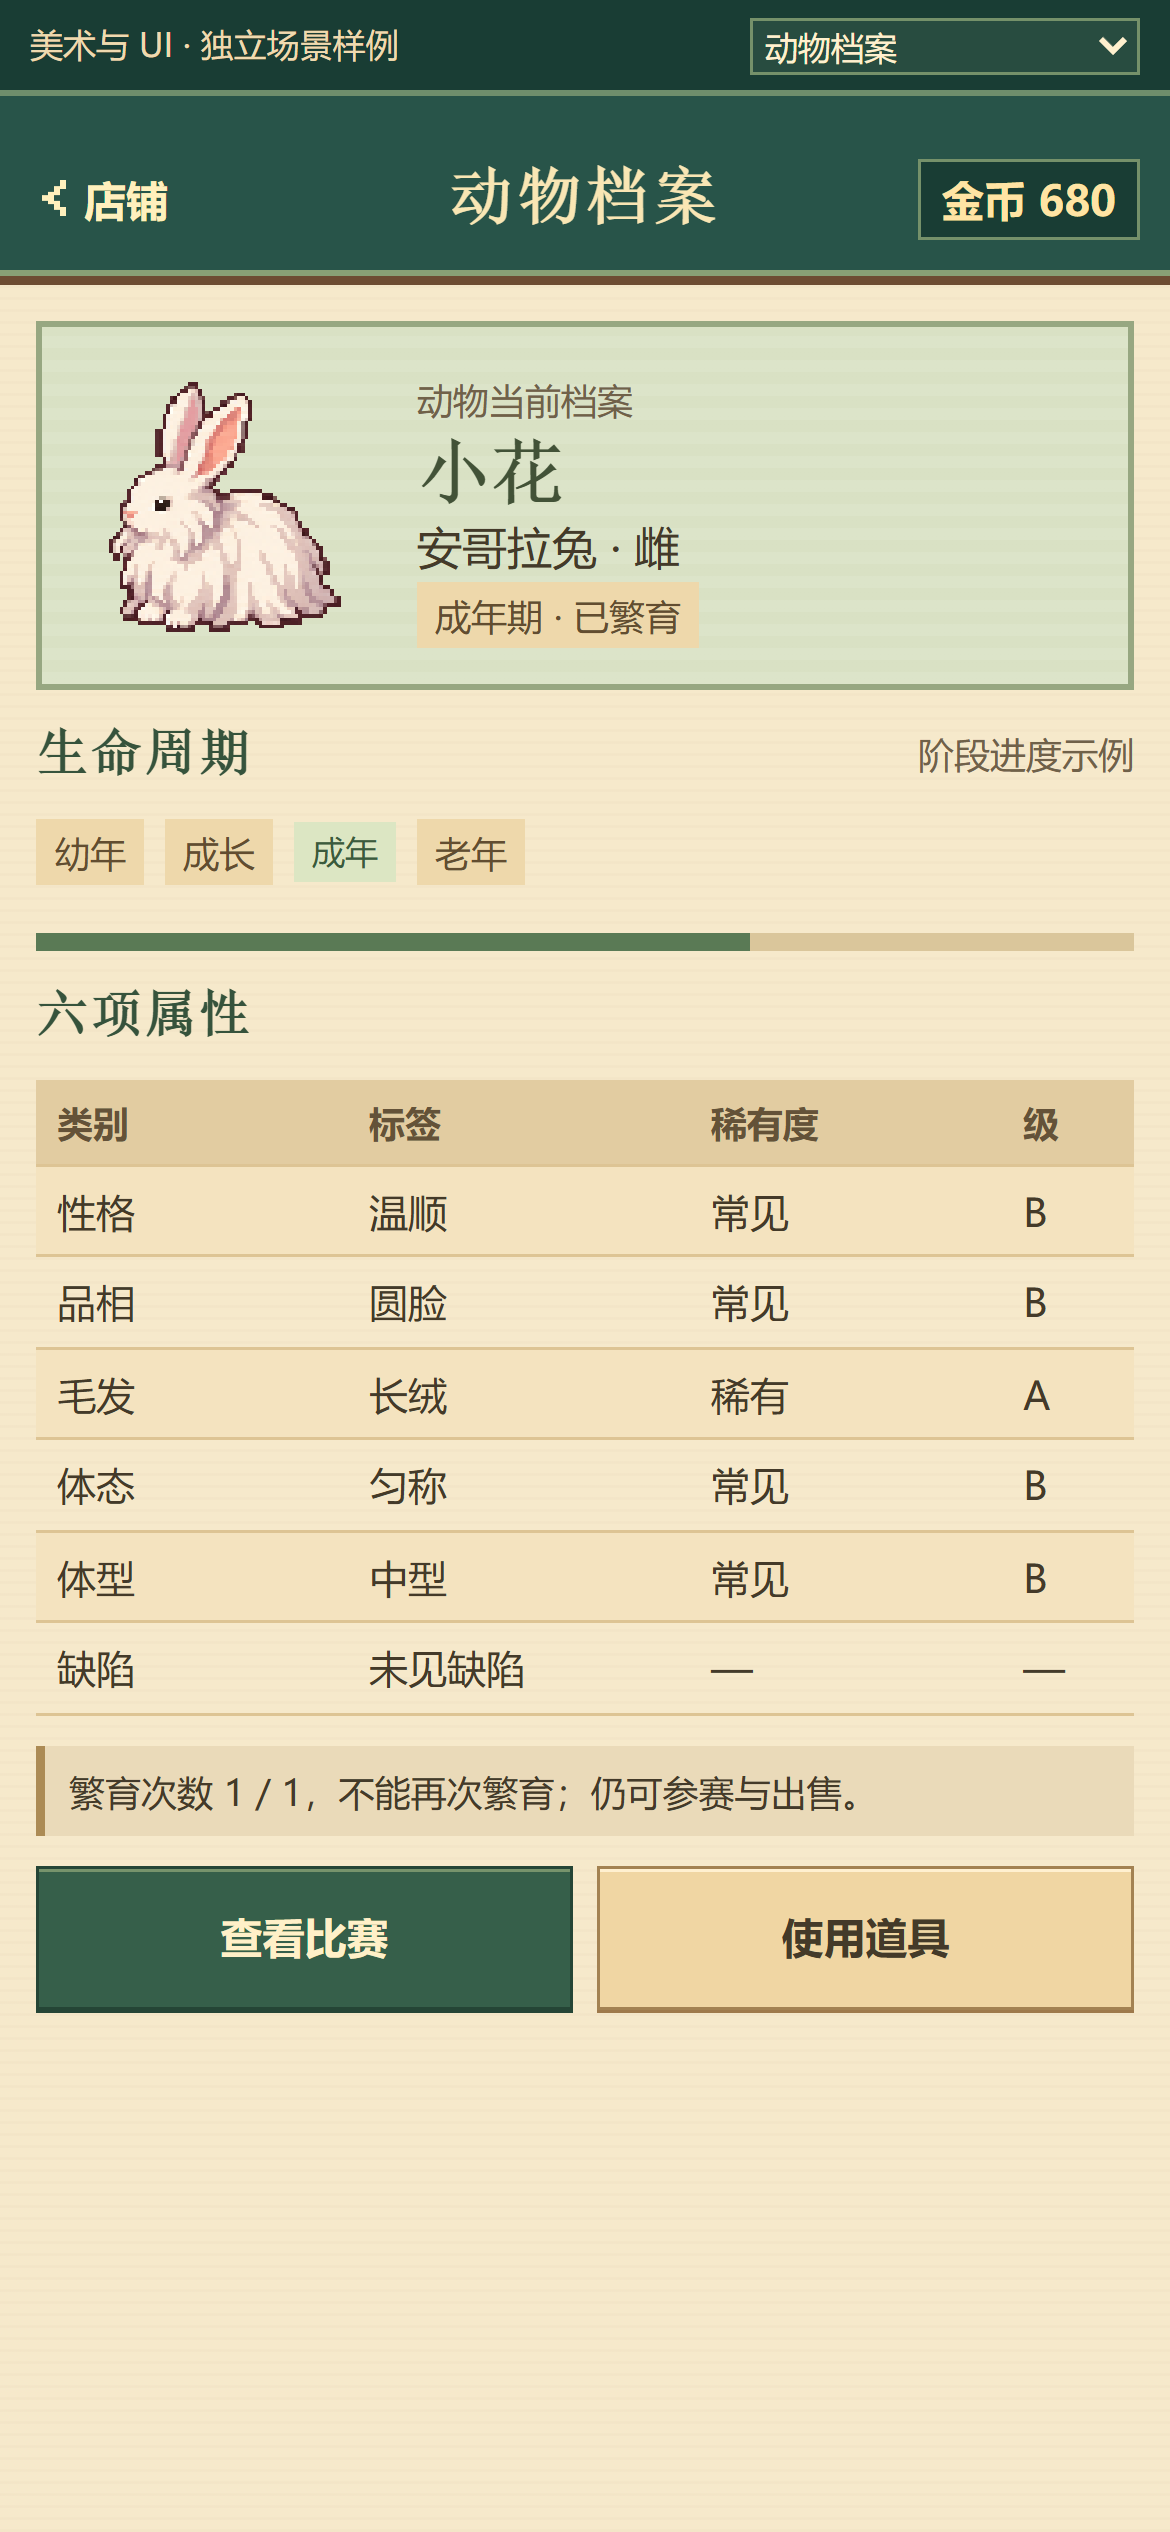 美术与 UI · 独立场景样例
动物档案
店铺
动物档案
金币 680
动物当前档案
小花
安哥拉兔 · 雌
成年期 · 已繁育
生命周期
阶段进度示例
幼年 成长 成年 老年
六项属性
类别 标签 稀有度 级
性格 温顺 常见 B
品相 圆脸 常见 B
毛发 长绒 稀有 A
体态 匀称 常见 B
体型 中型 常见 B
缺陷 未见缺陷 — —
繁育次数 1 / 1，不能再次繁育；仍可参赛与出售。
查看比赛 使用道具